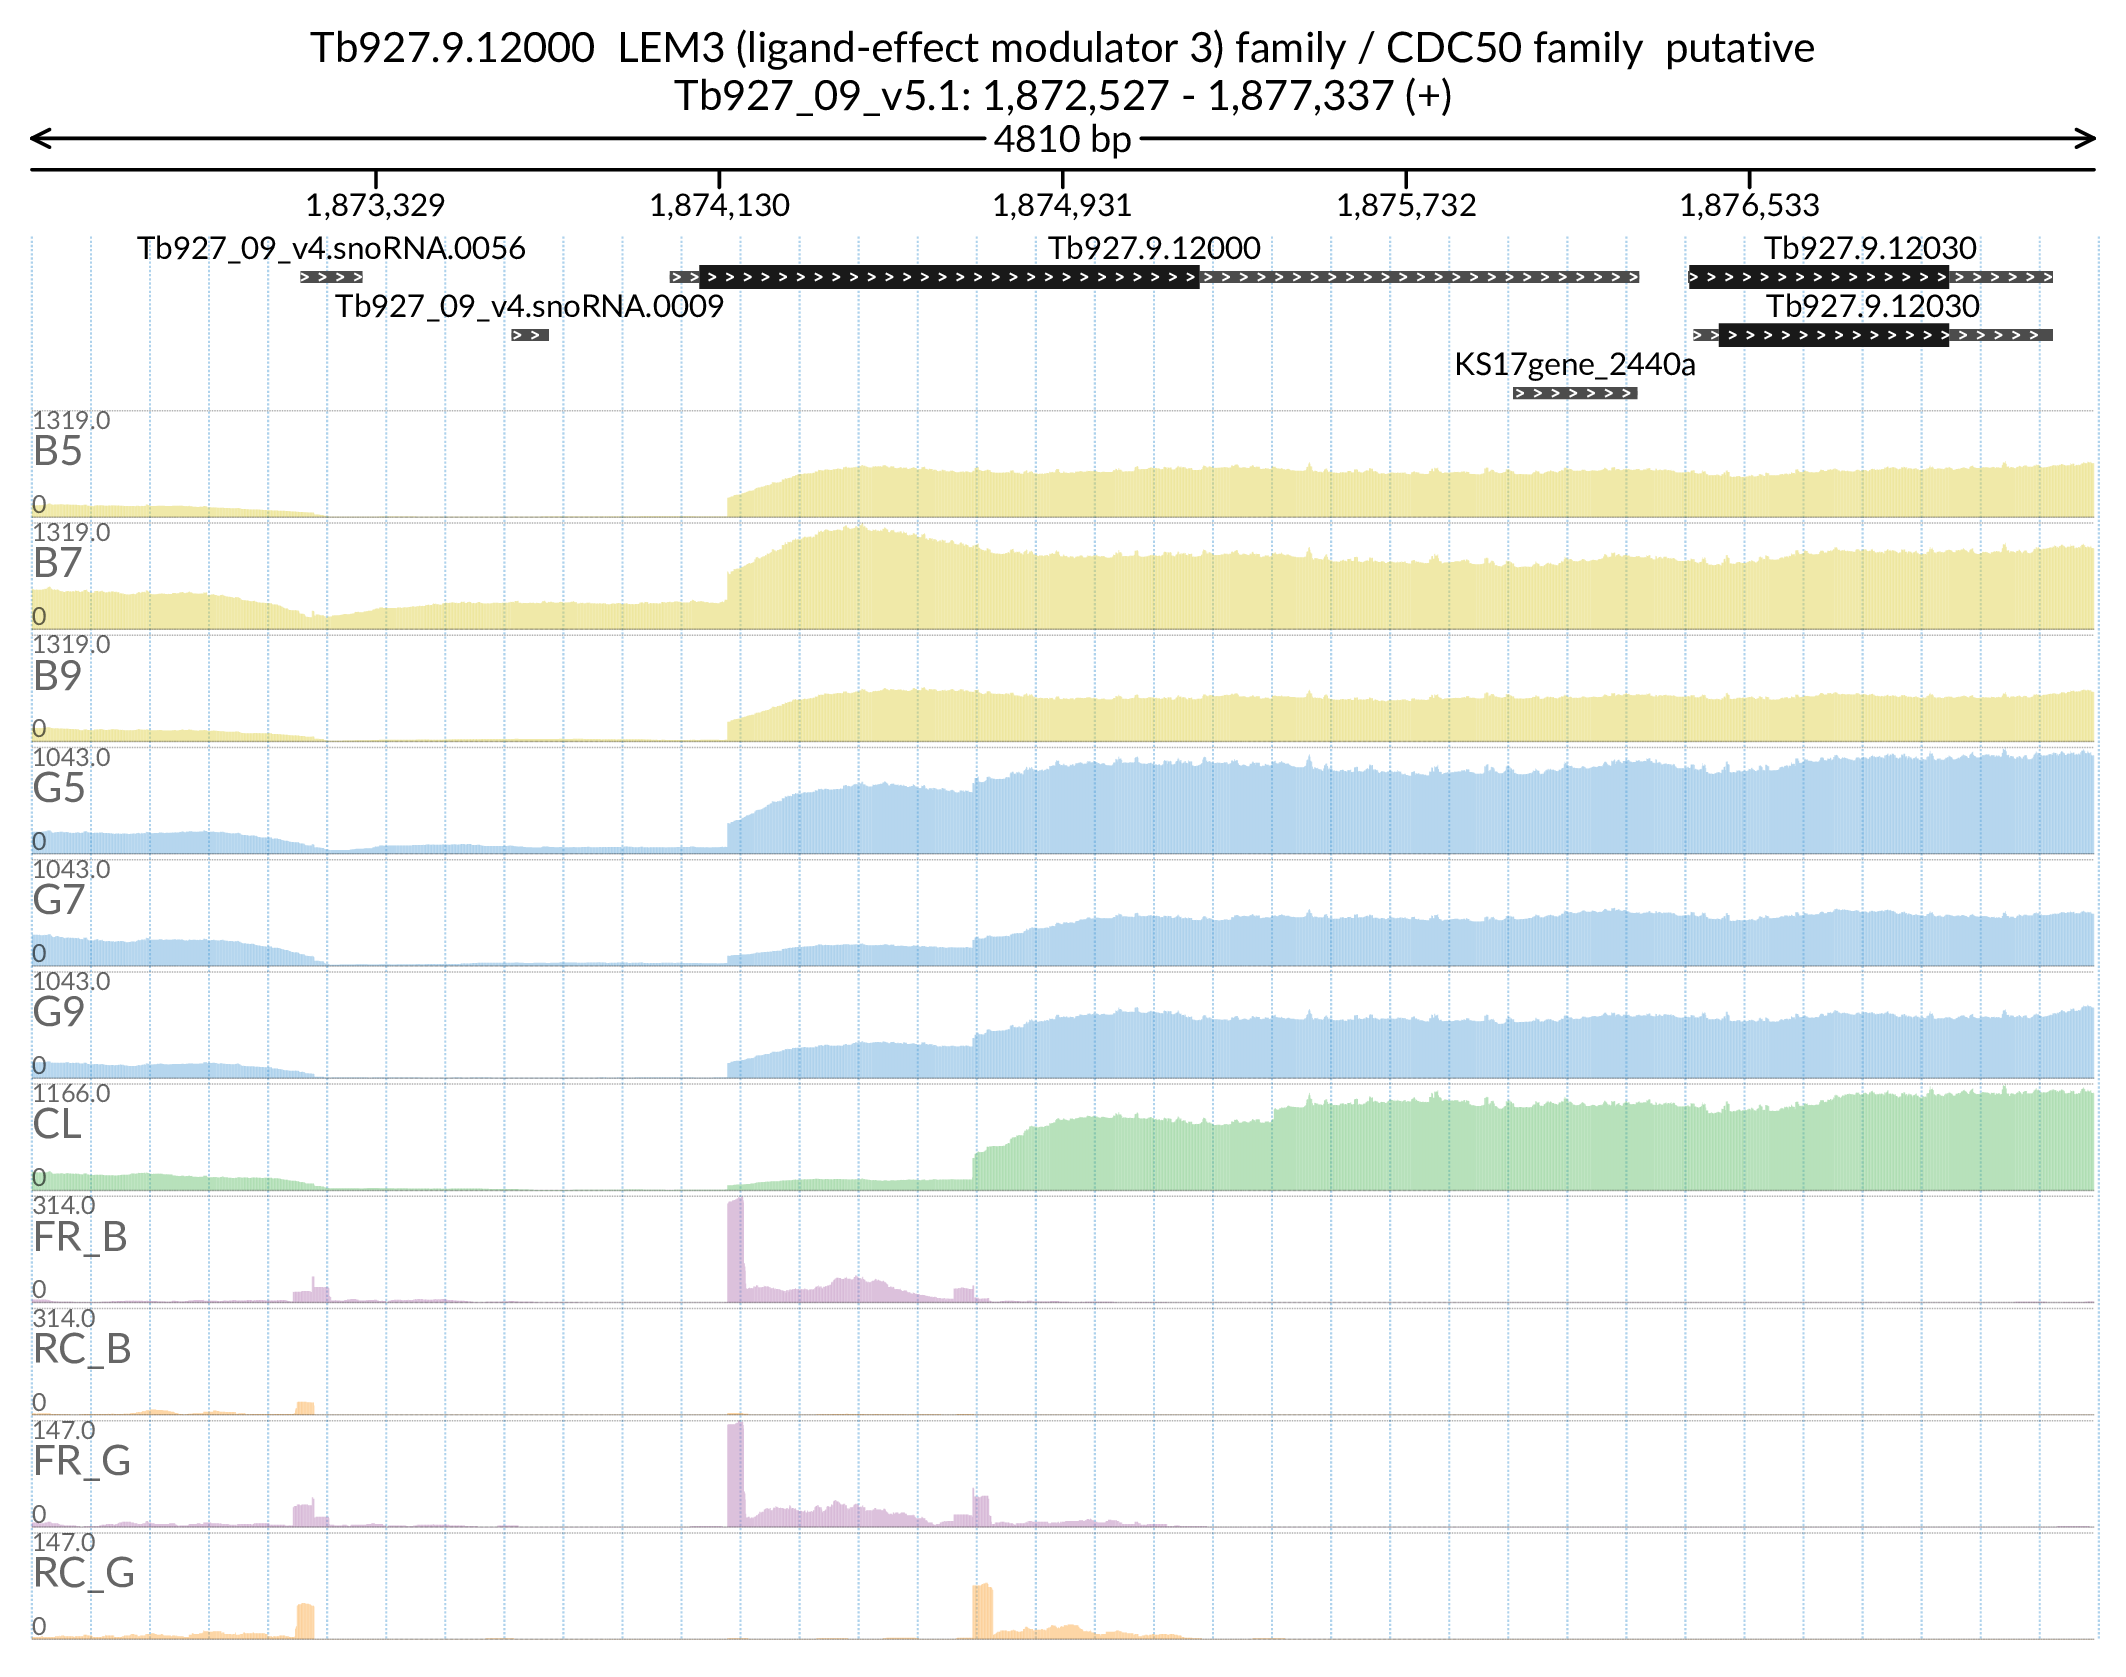 Tb927.9.12000  LEM3 (ligand-effect modulator 3) family / CDC50 family  putative
Tb927_09_v5.1: 1,872,527 - 1,877,337 (+)
4810 bp
1,873,329 1,874,130 1,874,931 1,875,732 1,876,533
Tb927_09_v4.snoRNA.0056 Tb927.9.12000 Tb927.9.12030
Tb927_09_v4.snoRNA.0009 Tb927.9.12030
KS17gene_2440a
1319.0
B5
0
1319.0
B7
0
1319.0
B9
0
1043.0
G5
0
1043.0
G7
0
1043.0
G9
0
1166.0
CL
0
314.0
FR_B
0
314.0
RC_B
0
147.0
FR_G
0
147.0
RC_G
0